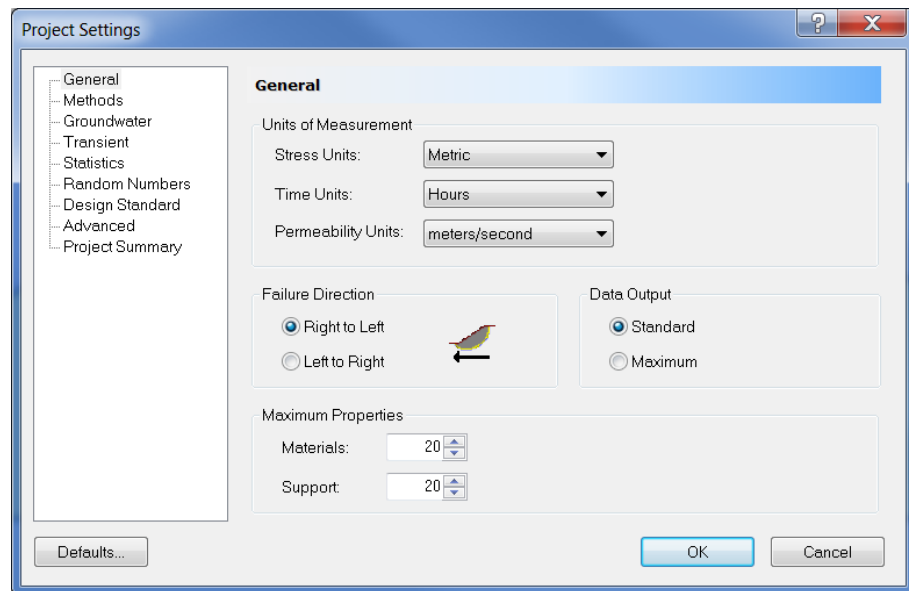 Project Settings
?
X
General
Methods
Groundwater
Transient
Statistics
Random Numbers
Design Standard
Advanced
Project Summary
General
Units of Measurement
Stress Units: Metric
Time Units: Hours
Permeability Units: meters/second
Failure Direction
Right to Left
Left to Right
Data Output
Standard
Maximum
Maximum Properties
Materials: 20
Support: 20
Defaults...
OK
Cancel